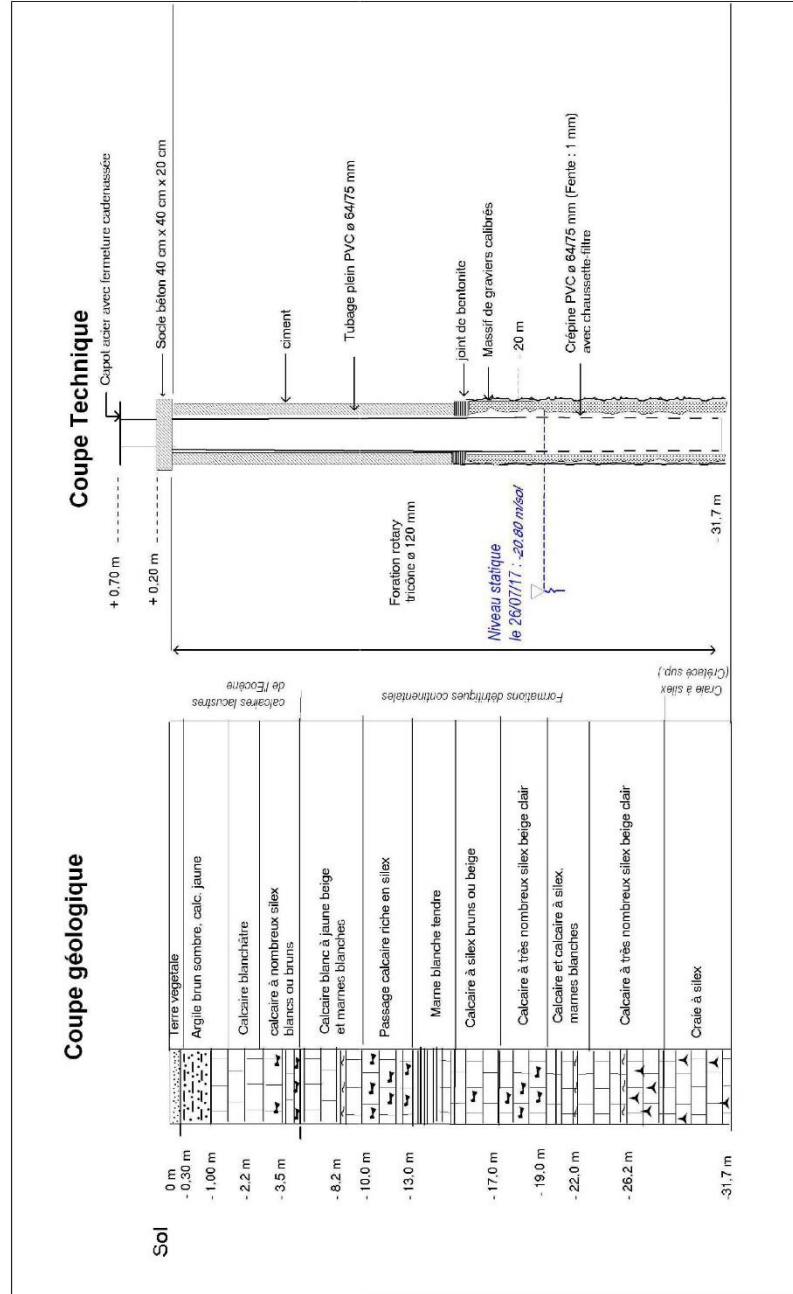 Coupe géologique
Sol
0 m
- 0,30 m
- 1,00 m
- 2,2 m
- 3,5 m
- 8,2 m
- 10,0 m
- 13,0 m
- 17,0 m
- 19,0 m
- 22,0 m
- 26,2 m
-31,7 m
Terre vegetale
Argile brun sombre, calc. jaune
Calcaire blanchâtre
calcaire à nombreux silex
blancs ou bruns
Calcaire blanc à jaune beige
et marnes blanches
Passage calcaire riche en silex
Marne blanche tendre
Calcaire à silex bruns ou beige
Calcaire à très nombreux silex beige clair
Calcaire et calcaire à silex.
marnes blanches
Calcaire à très nombreux silex beige clair
Craie à silex
calcaires lacustres
de l'Eocène
Formations détritiques continentales
Craie à silex
(Crétacé sup.)
Coupe Technique
+ 0,70 m
+ 0,20 m
Foration rotary
tricône ø 120 mm
Niveau statique
le 26/07/17 : -20,80 m/sol
- 31,7 m
Capot acier avec fermeture cadenassée
Socle béton 40 cm x 40 cm x 20 cm
ciment
Tubage plein PVC ø 64/75 mm
joint de bentonite
Massif de graviers calibrés
- 20 m
Crépine PVC ø 64/75 mm (Fente : 1 mm)
avec chaussette-filtre